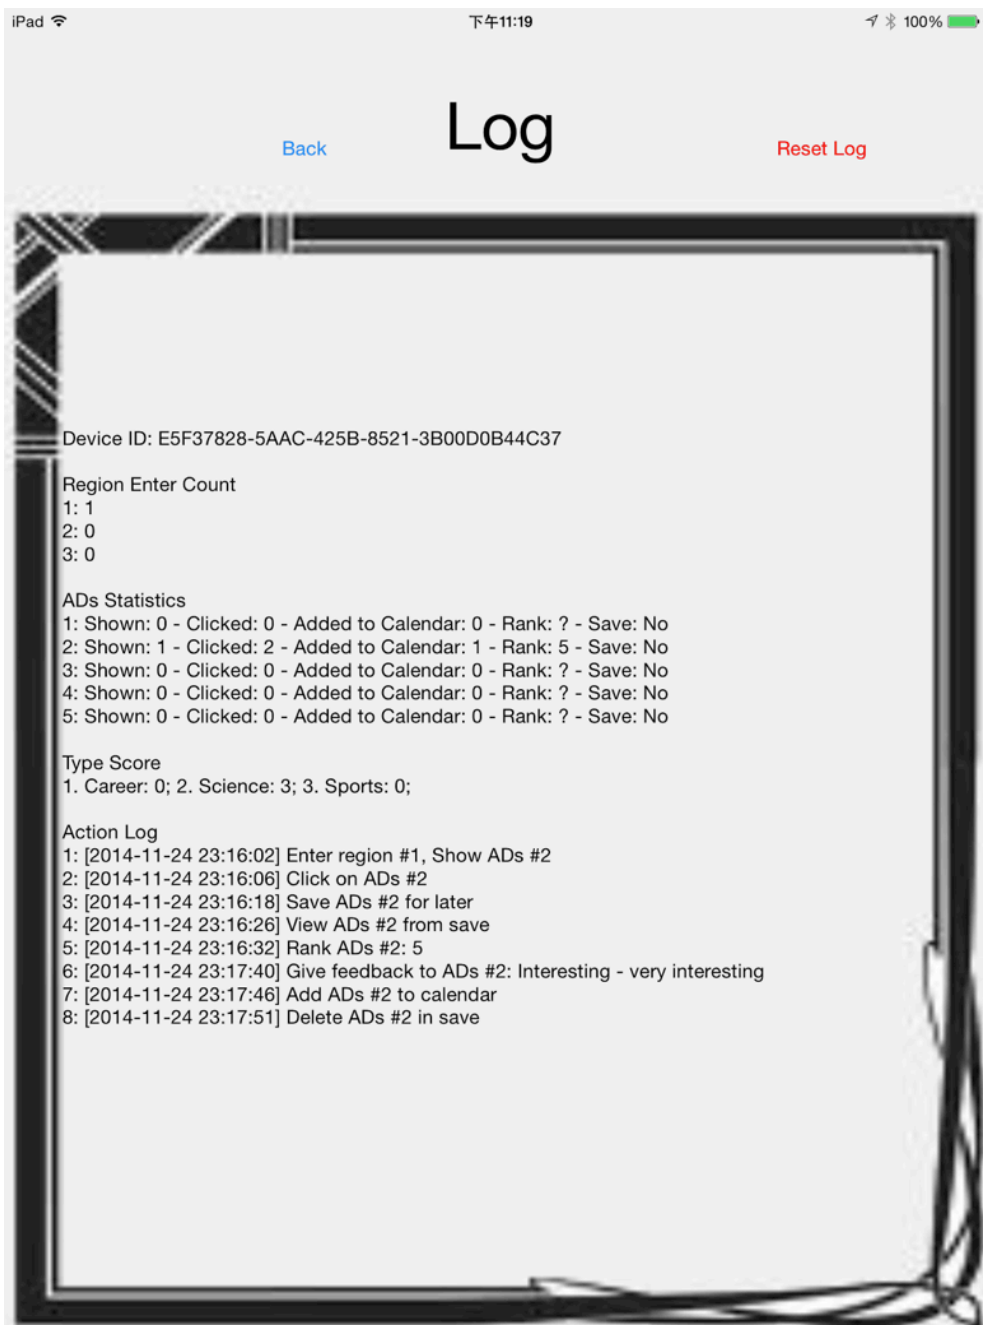 iPad 下午11:19 100%
Log
Back Reset Log
Device ID: E5F37828-5AAC-425B-8521-3B00D0B44C37
Region Enter Count
1: 1
2: 0
3: 0
ADs Statistics
1: Shown: 0 - Clicked: 0 - Added to Calendar: 0 - Rank: ? - Save: No
2: Shown: 1 - Clicked: 2 - Added to Calendar: 1 - Rank: 5 - Save: No
3: Shown: 0 - Clicked: 0 - Added to Calendar: 0 - Rank: ? - Save: No
4: Shown: 0 - Clicked: 0 - Added to Calendar: 0 - Rank: ? - Save: No
5: Shown: 0 - Clicked: 0 - Added to Calendar: 0 - Rank: ? - Save: No
Type Score
1. Career: 0; 2. Science: 3; 3. Sports: 0;
Action Log
1: [2014-11-24 23:16:02] Enter region #1, Show ADs #2
2: [2014-11-24 23:16:06] Click on ADs #2
3: [2014-11-24 23:16:18] Save ADs #2 for later
4: [2014-11-24 23:16:26] View ADs #2 from save
5: [2014-11-24 23:16:32] Rank ADs #2: 5
6: [2014-11-24 23:17:40] Give feedback to ADs #2: Interesting - very interesting
7: [2014-11-24 23:17:46] Add ADs #2 to calendar
8: [2014-11-24 23:17:51] Delete ADs #2 in save